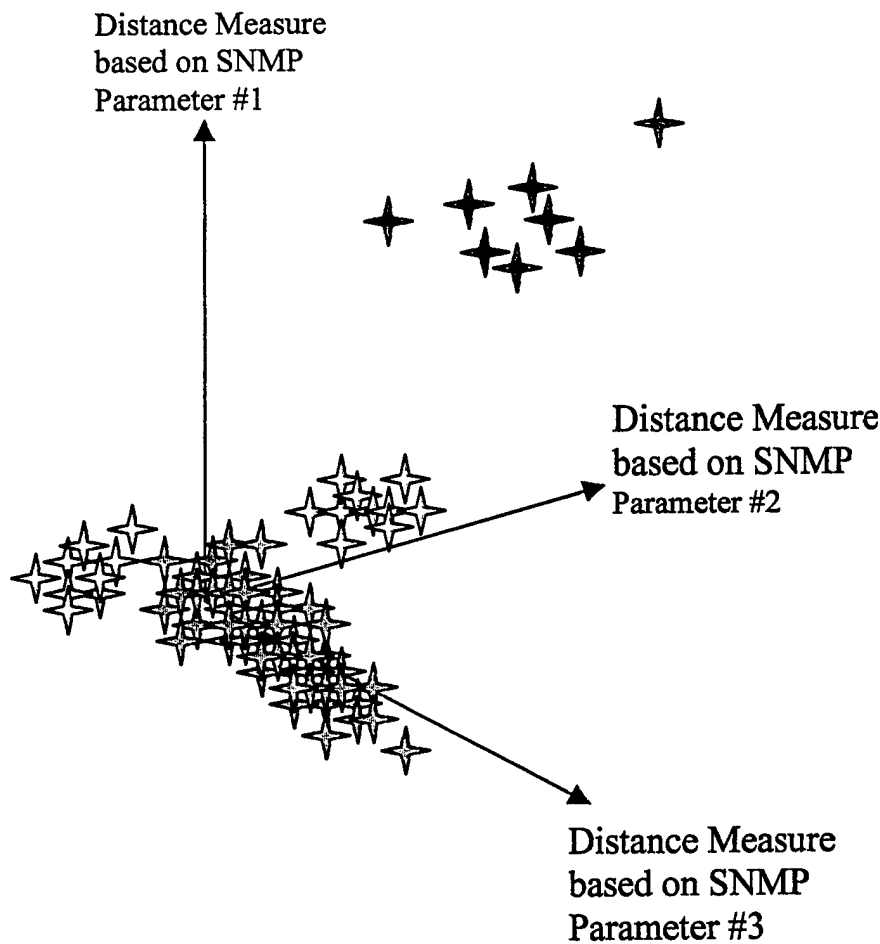 Distance Measure
based on SNMP
Parameter #1
Distance Measure
based on SNMP
Parameter #2
Distance Measure
based on SNMP
Parameter #3